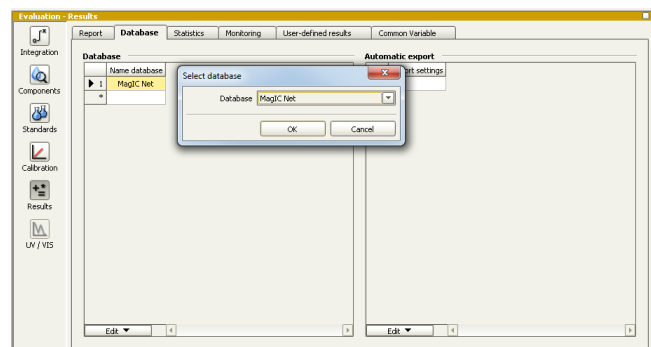 Evaluation - Results
Report Database Statistics Monitoring User-defined results Common Variable
Integration
Components
Standards
Calibration
Results
UV / VIS
Database
Name database
1 MagIC Net
*
Edit
Select database
Database MagIC Net
OK Cancel
Automatic export
rt settings
Edit